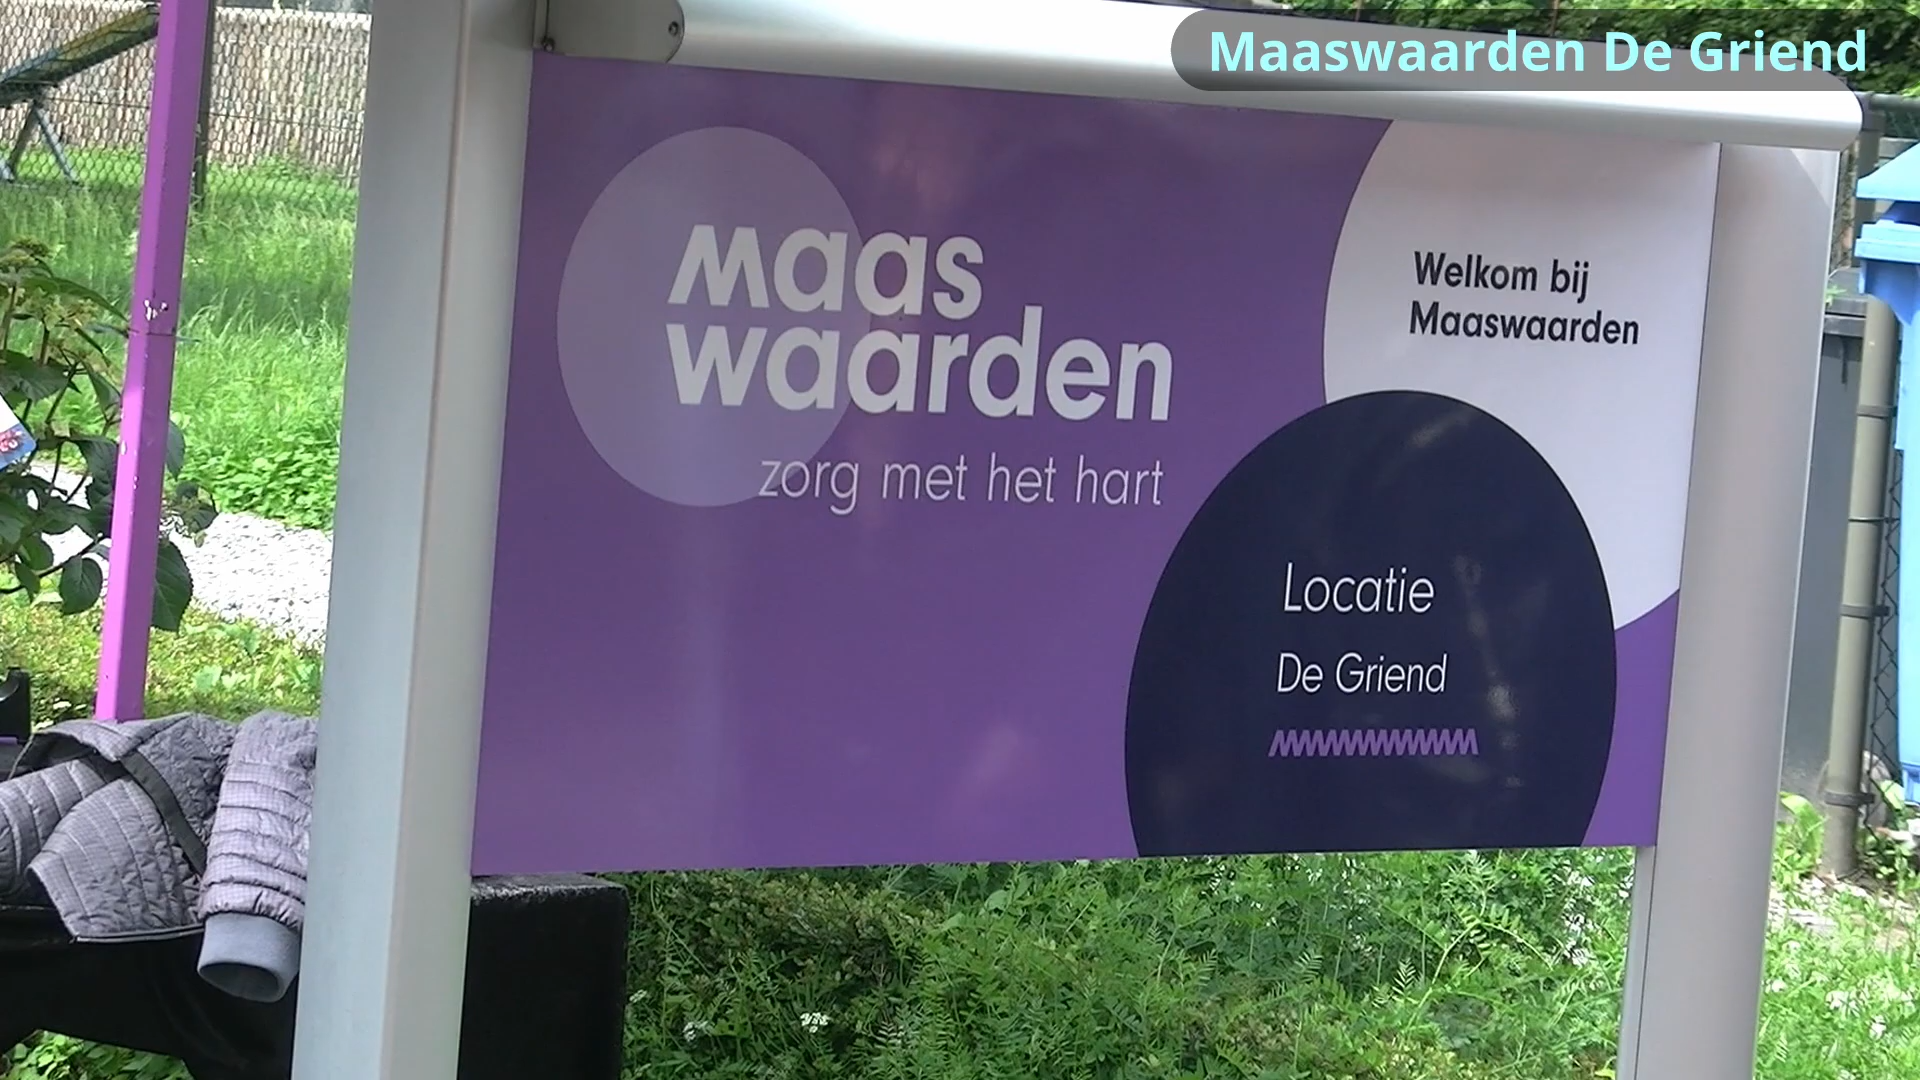 Maaswaarden De Griend
maas
waarden
zorg met het hart
Welkom bij
Maaswaarden
Locatie
De Griend